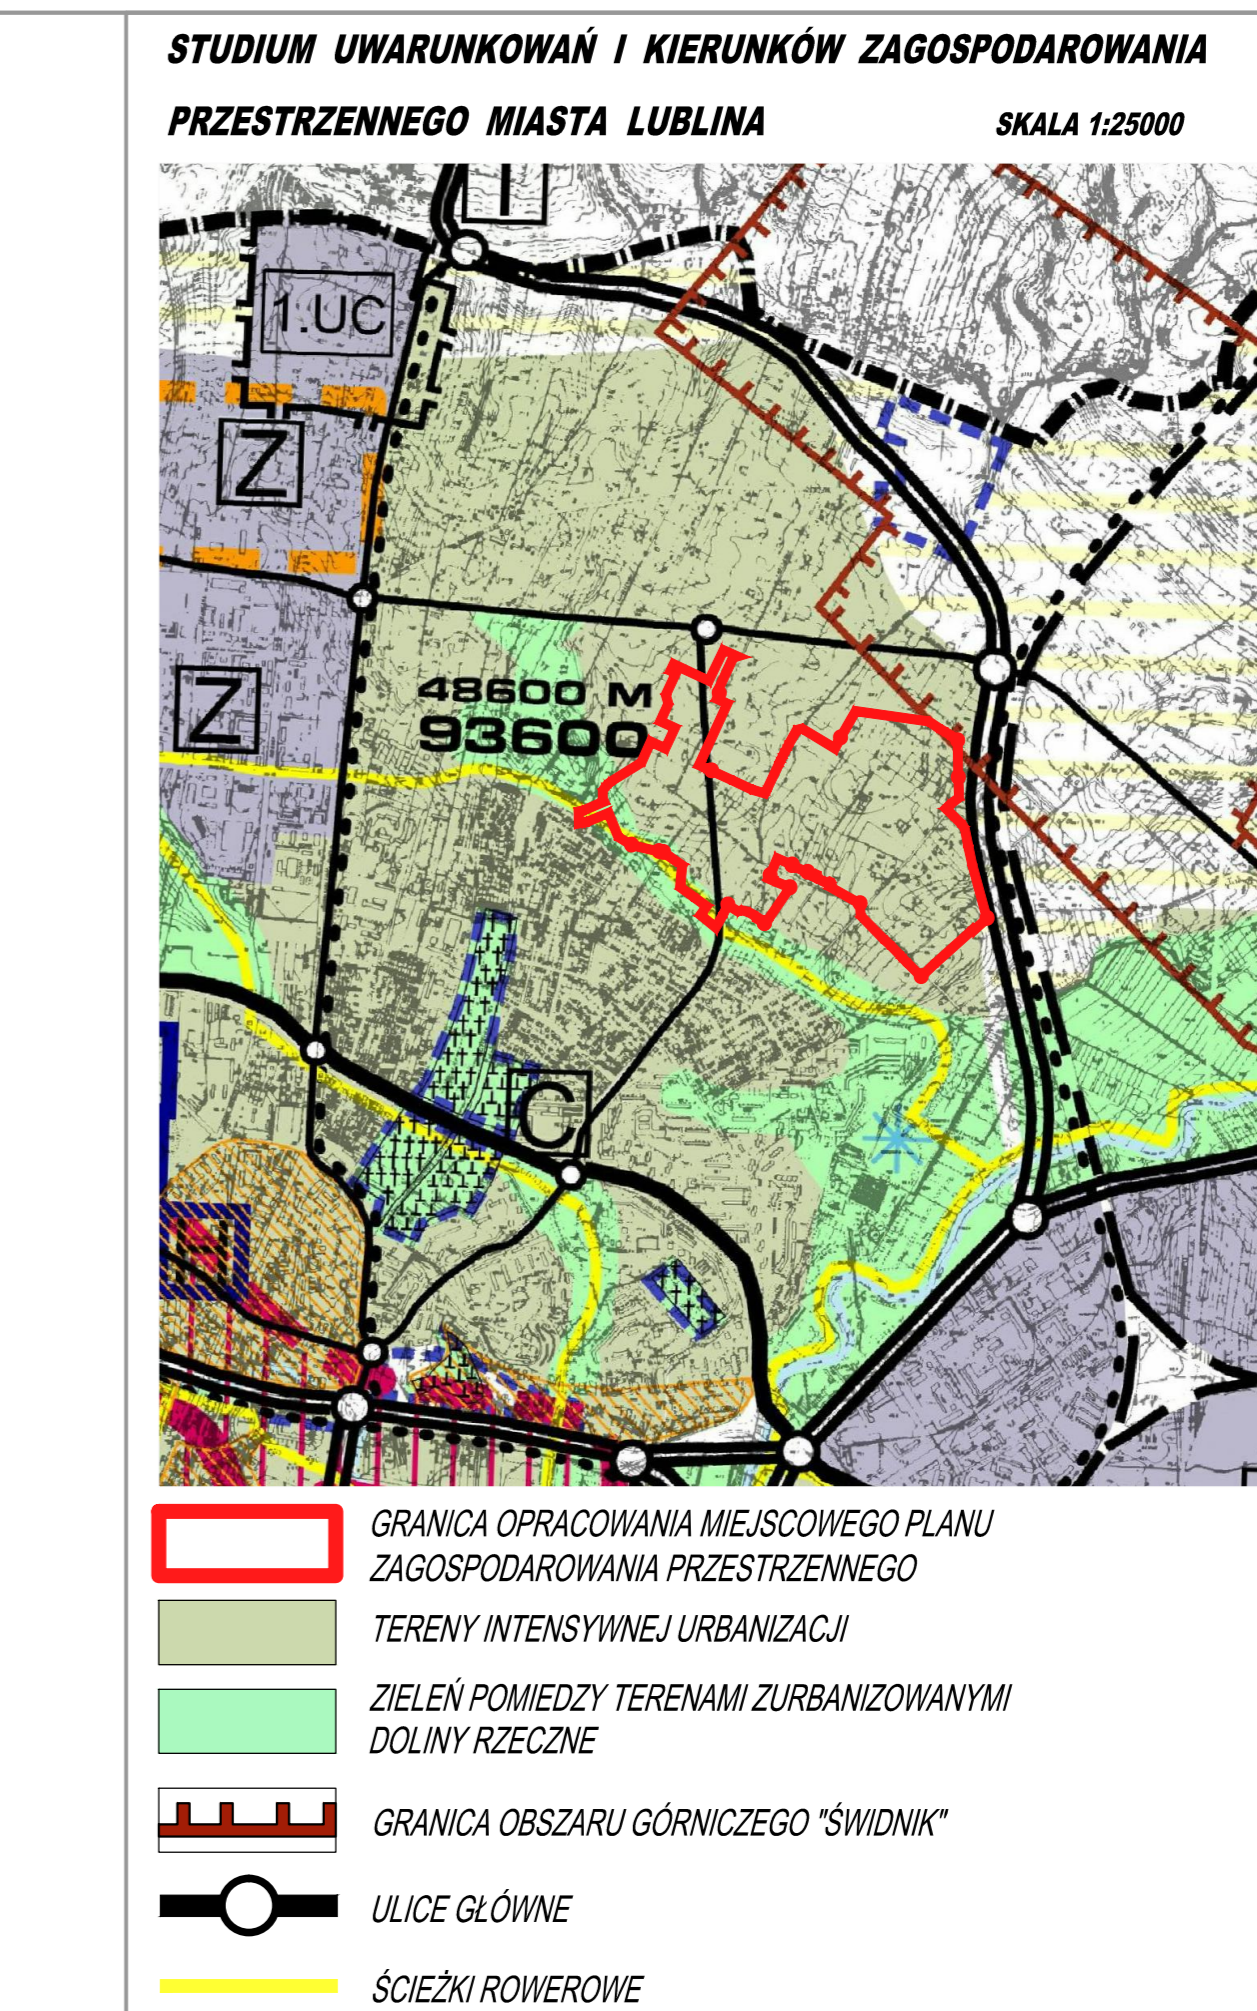 STUDIUM UWARUNKOWAŃ I KIERUNKÓW ZAGOSPODAROWANIA
PRZESTRZENNEGO MIASTA LUBLINA SKALA 1:25000
1.UC
Z
48600 M
Z
93600
C
H
GRANICA OPRACOWANIA MIEJSCOWEGO PLANU
ZAGOSPODAROWANIA PRZESTRZENNEGO
TERENY INTENSYWNEJ URBANIZACJI
ZIELEŃ POMIEDZY TERENAMI ZURBANIZOWANYMI
DOLINY RZECZNE
GRANICA OBSZARU GÓRNICZEGO "ŚWIDNIK"
ULICE GŁÓWNE
ŚCIEŻKI ROWEROWE